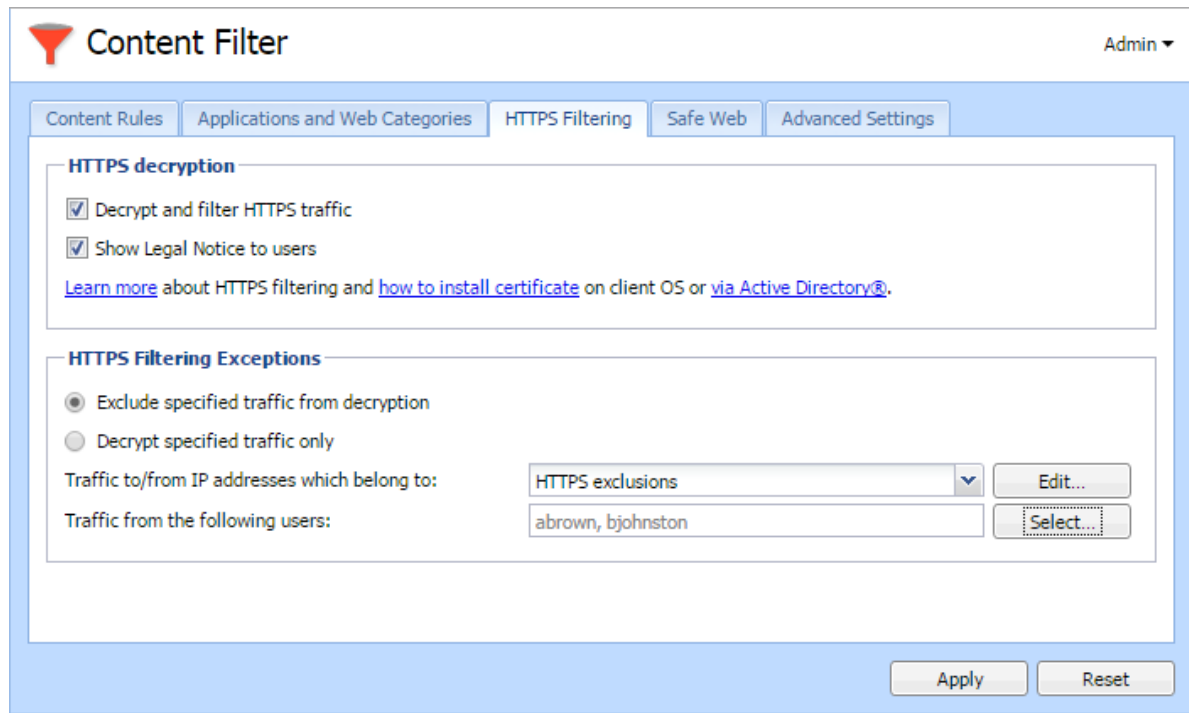 Content Filter
Admin
Content Rules
Applications and Web Categories
HTTPS Filtering
Safe Web
Advanced Settings
HTTPS decryption
Decrypt and filter HTTPS traffic
Show Legal Notice to users
Learn more about HTTPS filtering and how to install certificate on client OS or via Active Directory®.
HTTPS Filtering Exceptions
Exclude specified traffic from decryption
Decrypt specified traffic only
Traffic to/from IP addresses which belong to: HTTPS exclusions Edit...
Traffic from the following users: abrown, bjohnston Select...
Apply Reset